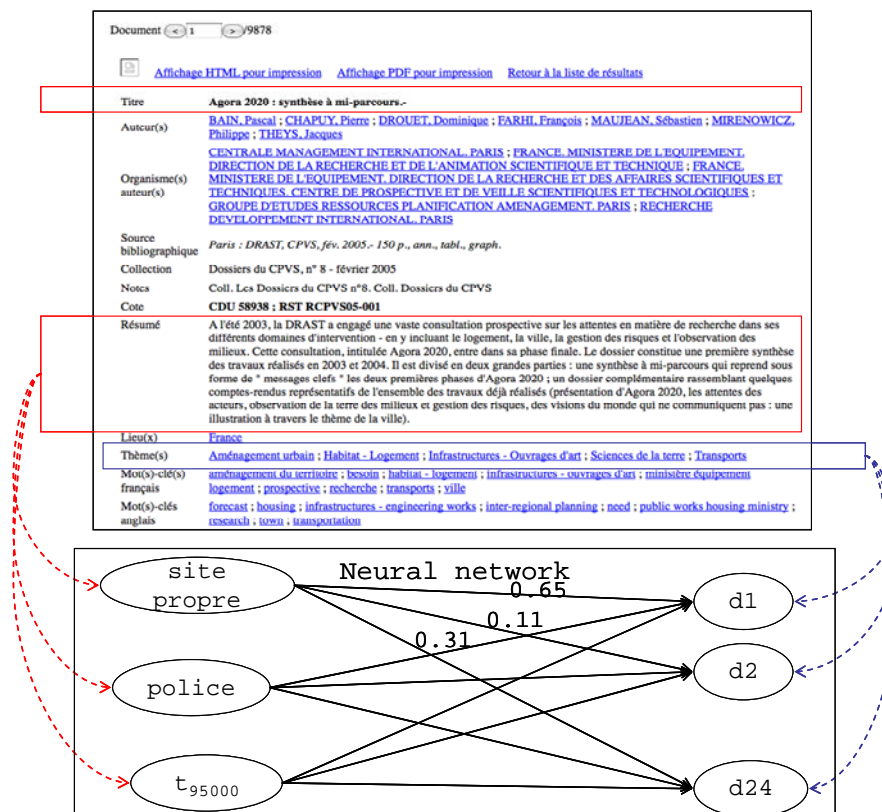 Document < 1 > /9878
Affichage HTML pour impression Affichage PDF pour impression Retour à la liste de résultats
Titre Agora 2020 : synthèse à mi-parcours.-
Auteur(s) BAIN, Pascal ; CHAPUY, Pierre ; DROUET, Dominique ; FARHI, François ; MAUJEAN, Sébastien ; MIRENOWICZ,
Philippe ; THEYS, Jacques
CENTRALE MANAGEMENT INTERNATIONAL. PARIS ; FRANCE. MINISTERE DE L'EQUIPEMENT.
DIRECTION DE LA RECHERCHE ET DE L'ANIMATION SCIENTIFIQUE ET TECHNIQUE ; FRANCE.
Organisme(s) MINISTERE DE L'EQUIPEMENT. DIRECTION DE LA RECHERCHE ET DES AFFAIRES SCIENTIFIQUES ET
auteur(s) TECHNIQUES. CENTRE DE PROSPECTIVE ET DE VEILLE SCIENTIFIQUES ET TECHNOLOGIQUES ;
GROUPE D'ETUDES RESSOURCES PLANIFICATION AMENAGEMENT. PARIS ; RECHERCHE
DEVELOPPEMENT INTERNATIONAL. PARIS
Source
bibliographique Paris : DRAST, CPVS, fév. 2005.- 150 p., ann., tabl., graph.
Collection Dossiers du CPVS, n° 8 - février 2005
Notes Coll. Les Dossiers du CPVS n°8. Coll. Dossiers du CPVS
Cote CDU 58938 ; RST RCPVS05-001
Résumé A l'été 2003, la DRAST a engagé une vaste consultation prospective sur les attentes en matière de recherche dans ses
différents domaines d'intervention - en y incluant le logement, la ville, la gestion des risques et l'observation des
milieux. Cette consultation, intitulée Agora 2020, entre dans sa phase finale. Le dossier constitue une première synthèse
des travaux réalisés en 2003 et 2004. Il est divisé en deux grandes parties : une synthèse à mi-parcours qui reprend sous
forme de " messages clefs " les deux premières phases d'Agora 2020 ; un dossier complémentaire rassemblant quelques
comptes-rendus représentatifs de l'ensemble des travaux déjà réalisés (présentation d'Agora 2020, les attentes des
acteurs, observation de la terre des milieux et gestion des risques, des visions du monde qui ne communiquent pas : une
illustration à travers le thème de la ville).
Lieu(x) France
Thème(s) Aménagement urbain ; Habitat - Logement ; Infrastructures - Ouvrages d'art ; Sciences de la terre ; Transports
Mot(s)-clé(s) aménagement du territoire ; besoin ; habitat - logement ; infrastructures - ouvrages d'art ; ministère équipement
français logement ; prospective ; recherche ; transports ; ville
Mot(s)-clés forecast ; housing ; infrastructures - engineering works ; inter-regional planning ; need ; public works housing ministry ;
anglais research ; town ; transportation
Neural network
site
propre
0.65
d1
0.11
0.31
police
d2
t95000
d24